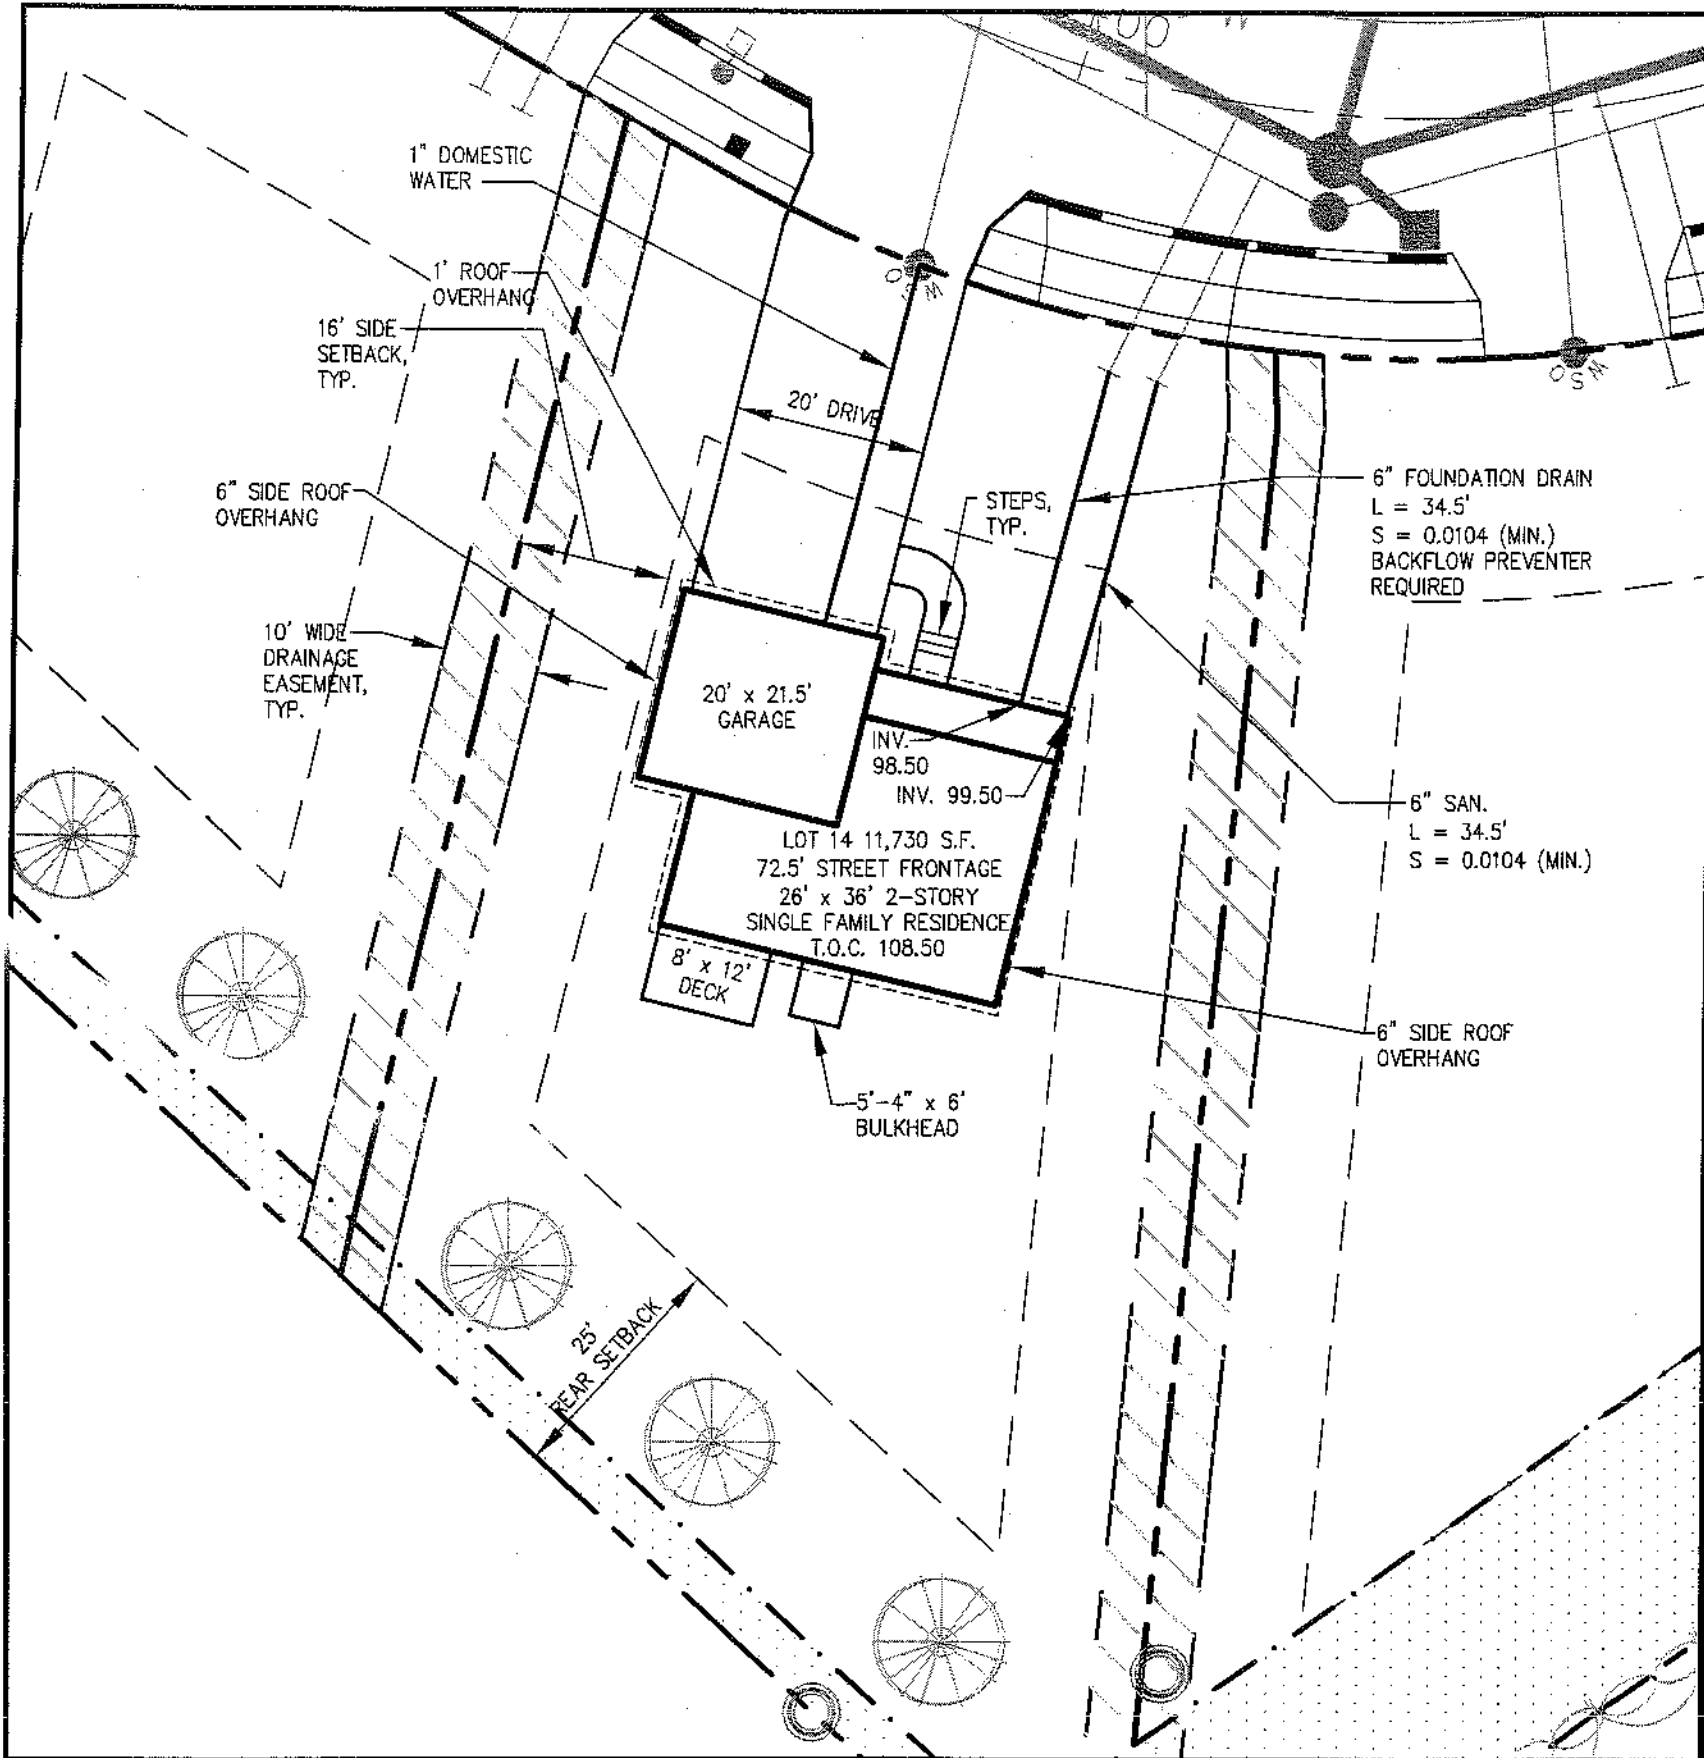 1" DOMESTIC
WATER
1' ROOF
OVERHANG
16' SIDE
SETBACK,
TYP.
6" SIDE ROOF
OVERHANG
10' WIDE
DRAINAGE
EASEMENT,
TYP.
WSO
20' DRIVE
STEPS,
TYP.
WSO
6" FOUNDATION DRAIN
L = 34.5'
S = 0.0104 (MIN.)
BACKFLOW PREVENTER
REQUIRED
20' x 21.5'
GARAGE
INV.
98.50
INV. 99.50
6" SAN.
L = 34.5'
S = 0.0104 (MIN.)
LOT 14 11,730 S.F.
72.5' STREET FRONTAGE
26' x 36' 2-STORY
SINGLE FAMILY RESIDENCE
T.O.C. 108.50
8' x 12'
DECK
6" SIDE ROOF
OVERHANG
5'-4" x 6'
BULKHEAD
25'
REAR SETBACK